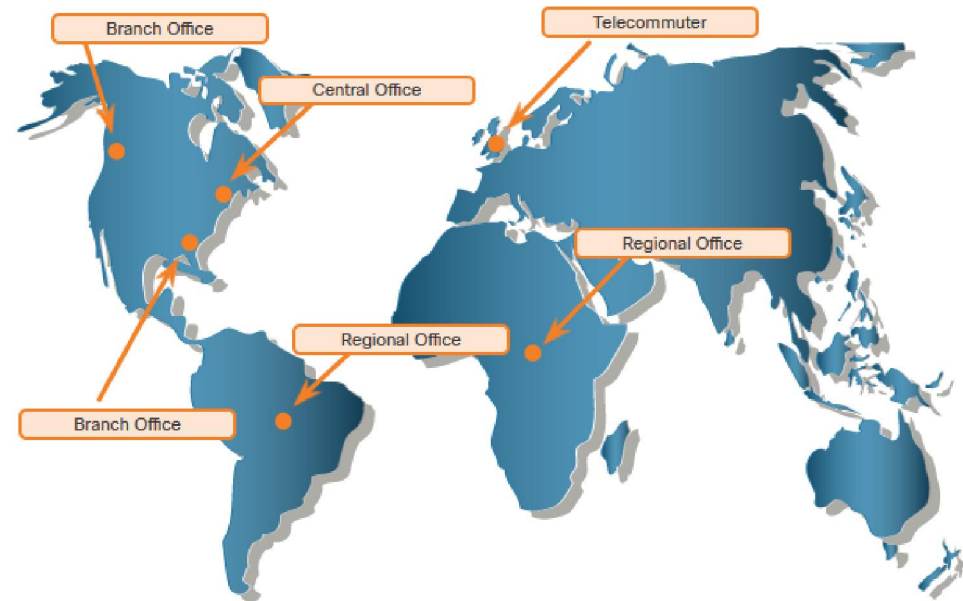 Branch Office
Telecommuter
Central Office
Regional Office
Regional Office
Branch Office